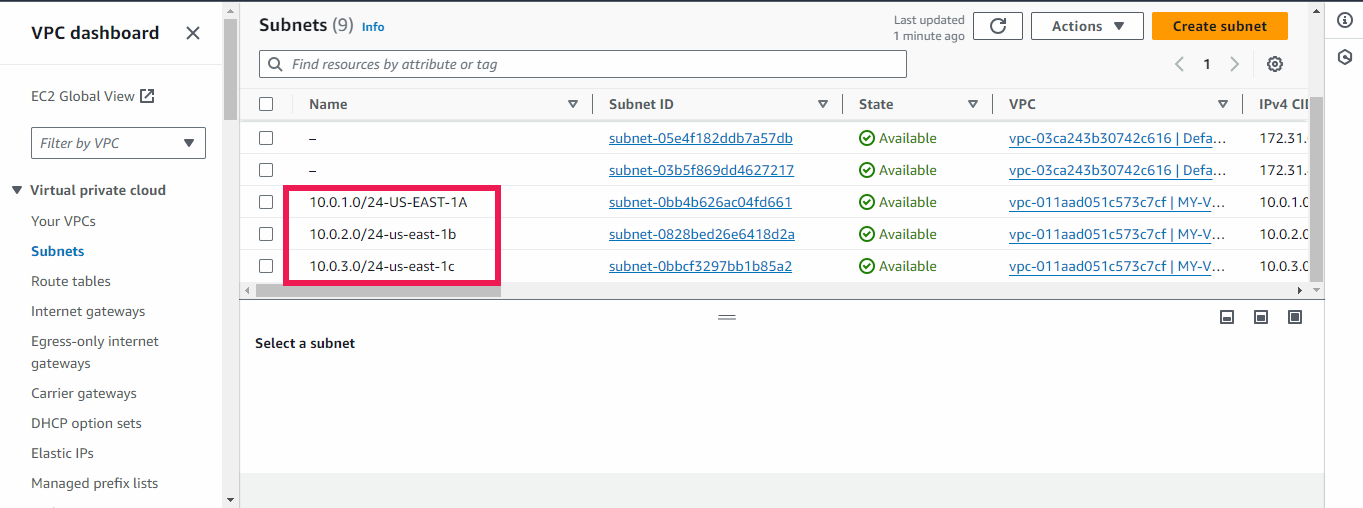 VPC dashboard
EC2 Global View
Filter by VPC
Virtual private cloud
Your VPCs
Subnets
Route tables
Internet gateways
Egress-only internet
gateways
Carrier gateways
DHCP option sets
Elastic IPs
Managed prefix lists
Subnets (9) Info
Last updated
1 minute ago
Actions
Create subnet
Find resources by attribute or tag
1
Name Subnet ID State VPC IPv4 CI
– subnet-05e4f182ddb7a57db Available vpc-03ca243b30742c616 | Defa... 172.31.
– subnet-03b5f869dd4627217 Available vpc-03ca243b30742c616 | Defa... 172.31.
10.0.1.0/24-US-EAST-1A subnet-0bb4b626ac04fd661 Available vpc-011aad051c573c7cf | MY-V... 10.0.1.0
10.0.2.0/24-us-east-1b subnet-0828bed26e6418d2a Available vpc-011aad051c573c7cf | MY-V... 10.0.2.0
10.0.3.0/24-us-east-1c subnet-0bbcf3297bb1b85a2 Available vpc-011aad051c573c7cf | MY-V... 10.0.3.0
Select a subnet